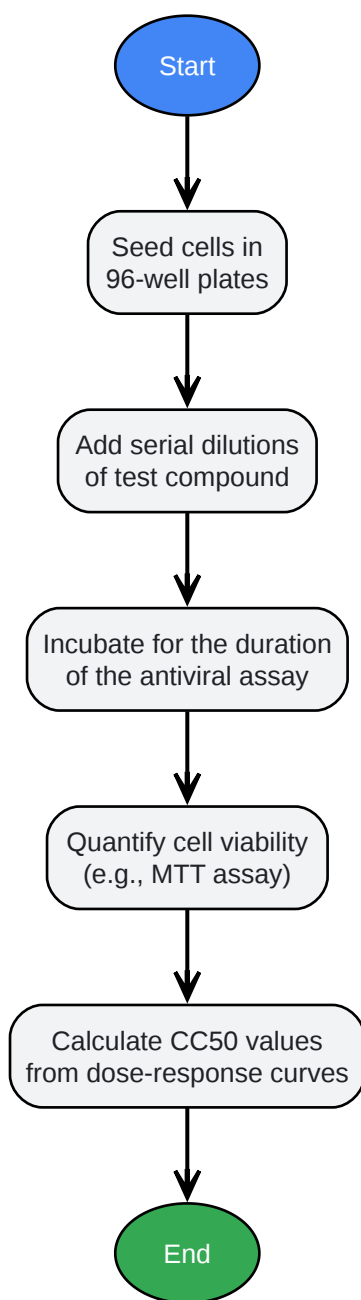 Start
Seed cells in
96-well plates
Add serial dilutions
of test compound
Incubate for the duration
of the antiviral assay
Quantify cell viability
(e.g., MTT assay)
Calculate CC50 values
from dose-response curves
End